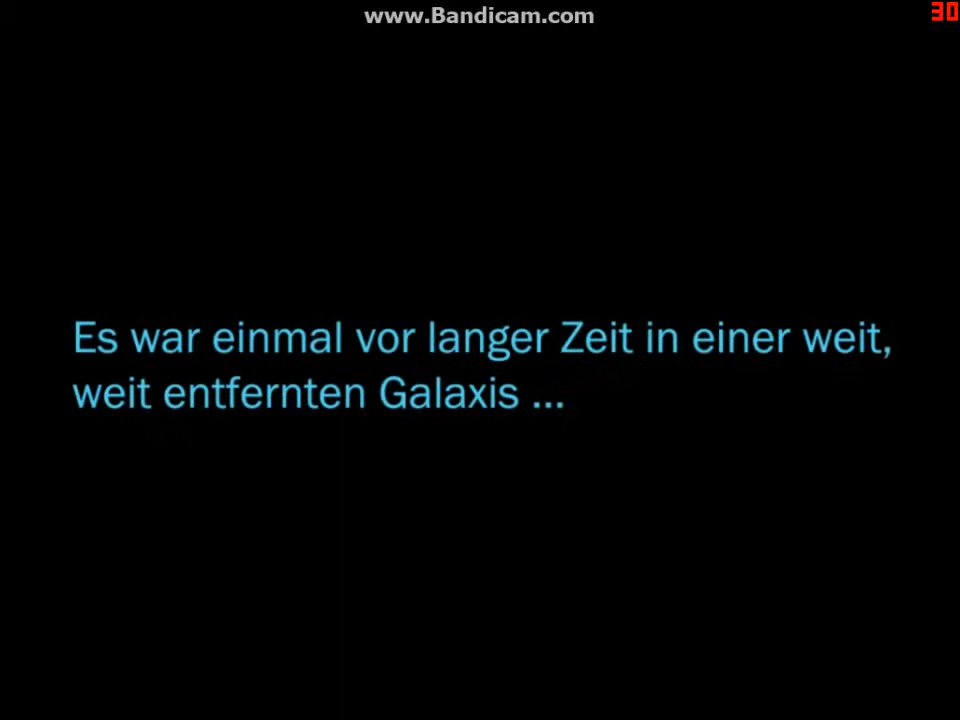 www.Bandicam.com
30
Es war einmal vor langer Zeit in einer weit,
weit entfernten Galaxis ...